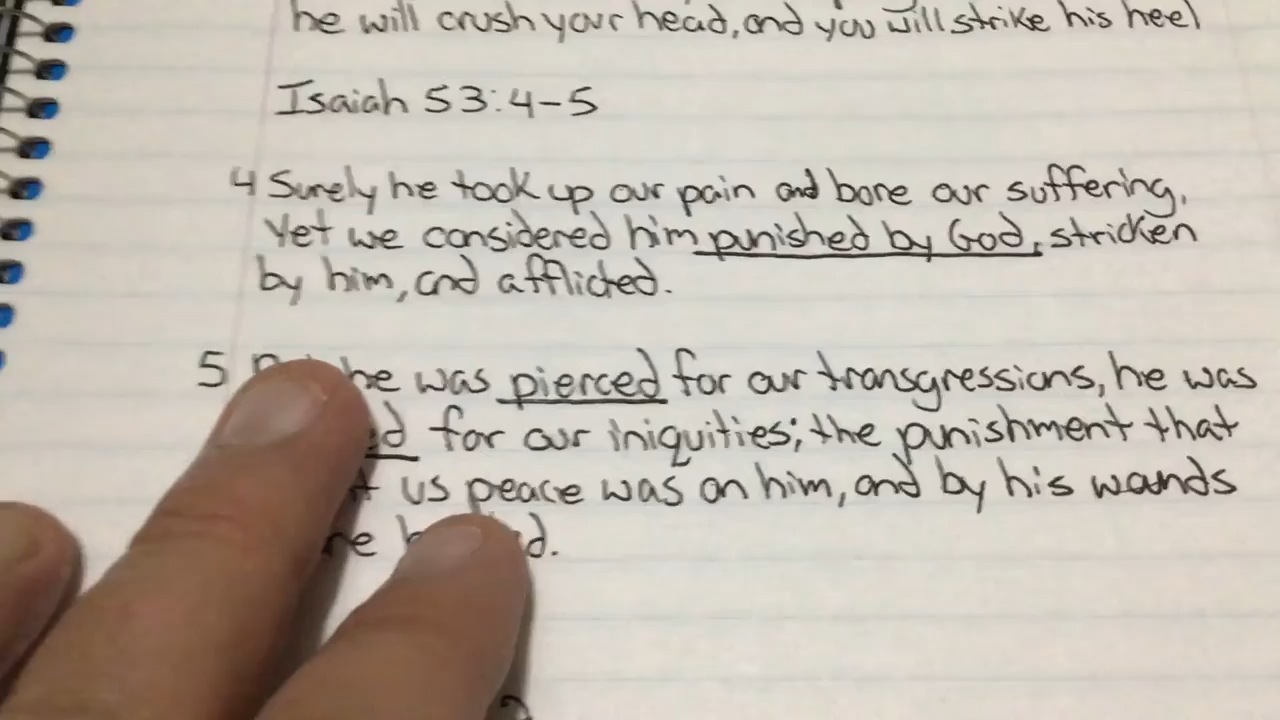 he will crush your head, and you will strike his heel
Isaiah 53:4-5
4 Surely he took up our pain and bore our suffering,
Yet we considered him punished by God, stricken
by him, and afflicted.
5 he was pierced for our transgressions, he was
for our iniquities; the punishment that
us peace was on him, and by his wounds